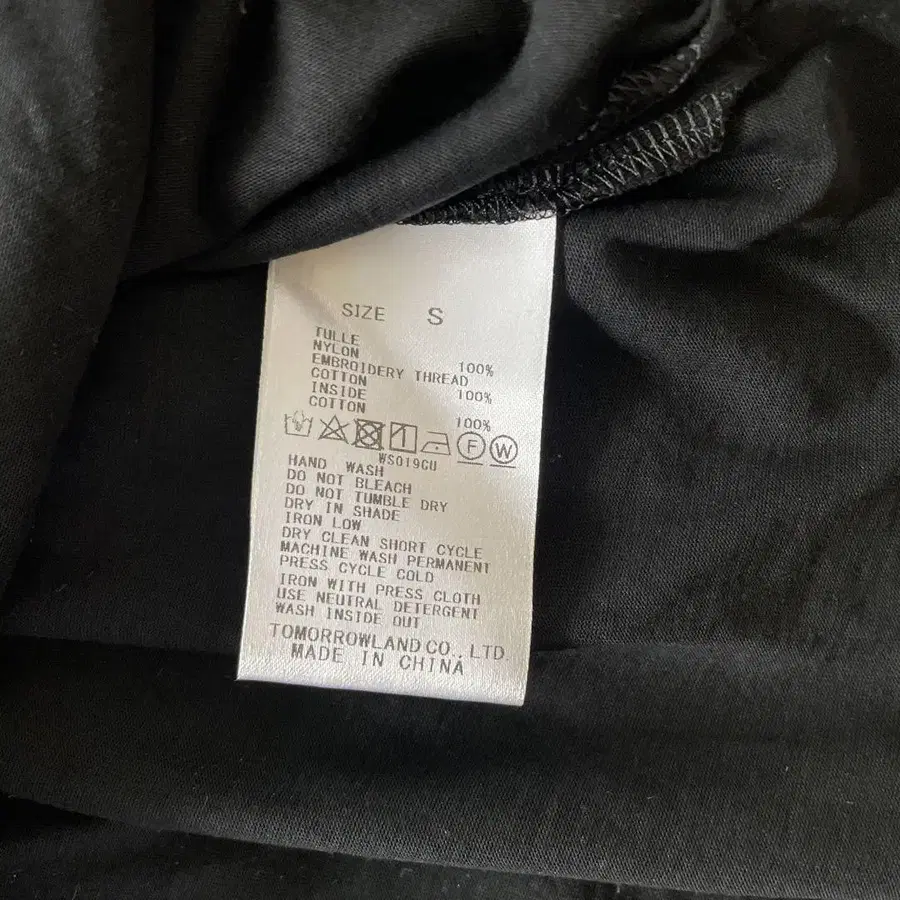 SIZE S
TULLE
NYLON 100%
EMBROIDERY THREAD
COTTON 100%
INSIDE
COTTON 100%
F W
WS019CU
HAND WASH
DO NOT BLEACH
DO NOT TUMBLE DRY
DRY IN SHADE
IRON LOW
DRY CLEAN SHORT CYCLE
MACHINE WASH PERMANENT
PRESS CYCLE COLD
IRON WITH PRESS CLOTH
USE NEUTRAL DETERGENT
WASH INSIDE OUT
TOMORROWLAND CO., LTD.
MADE IN CHINA